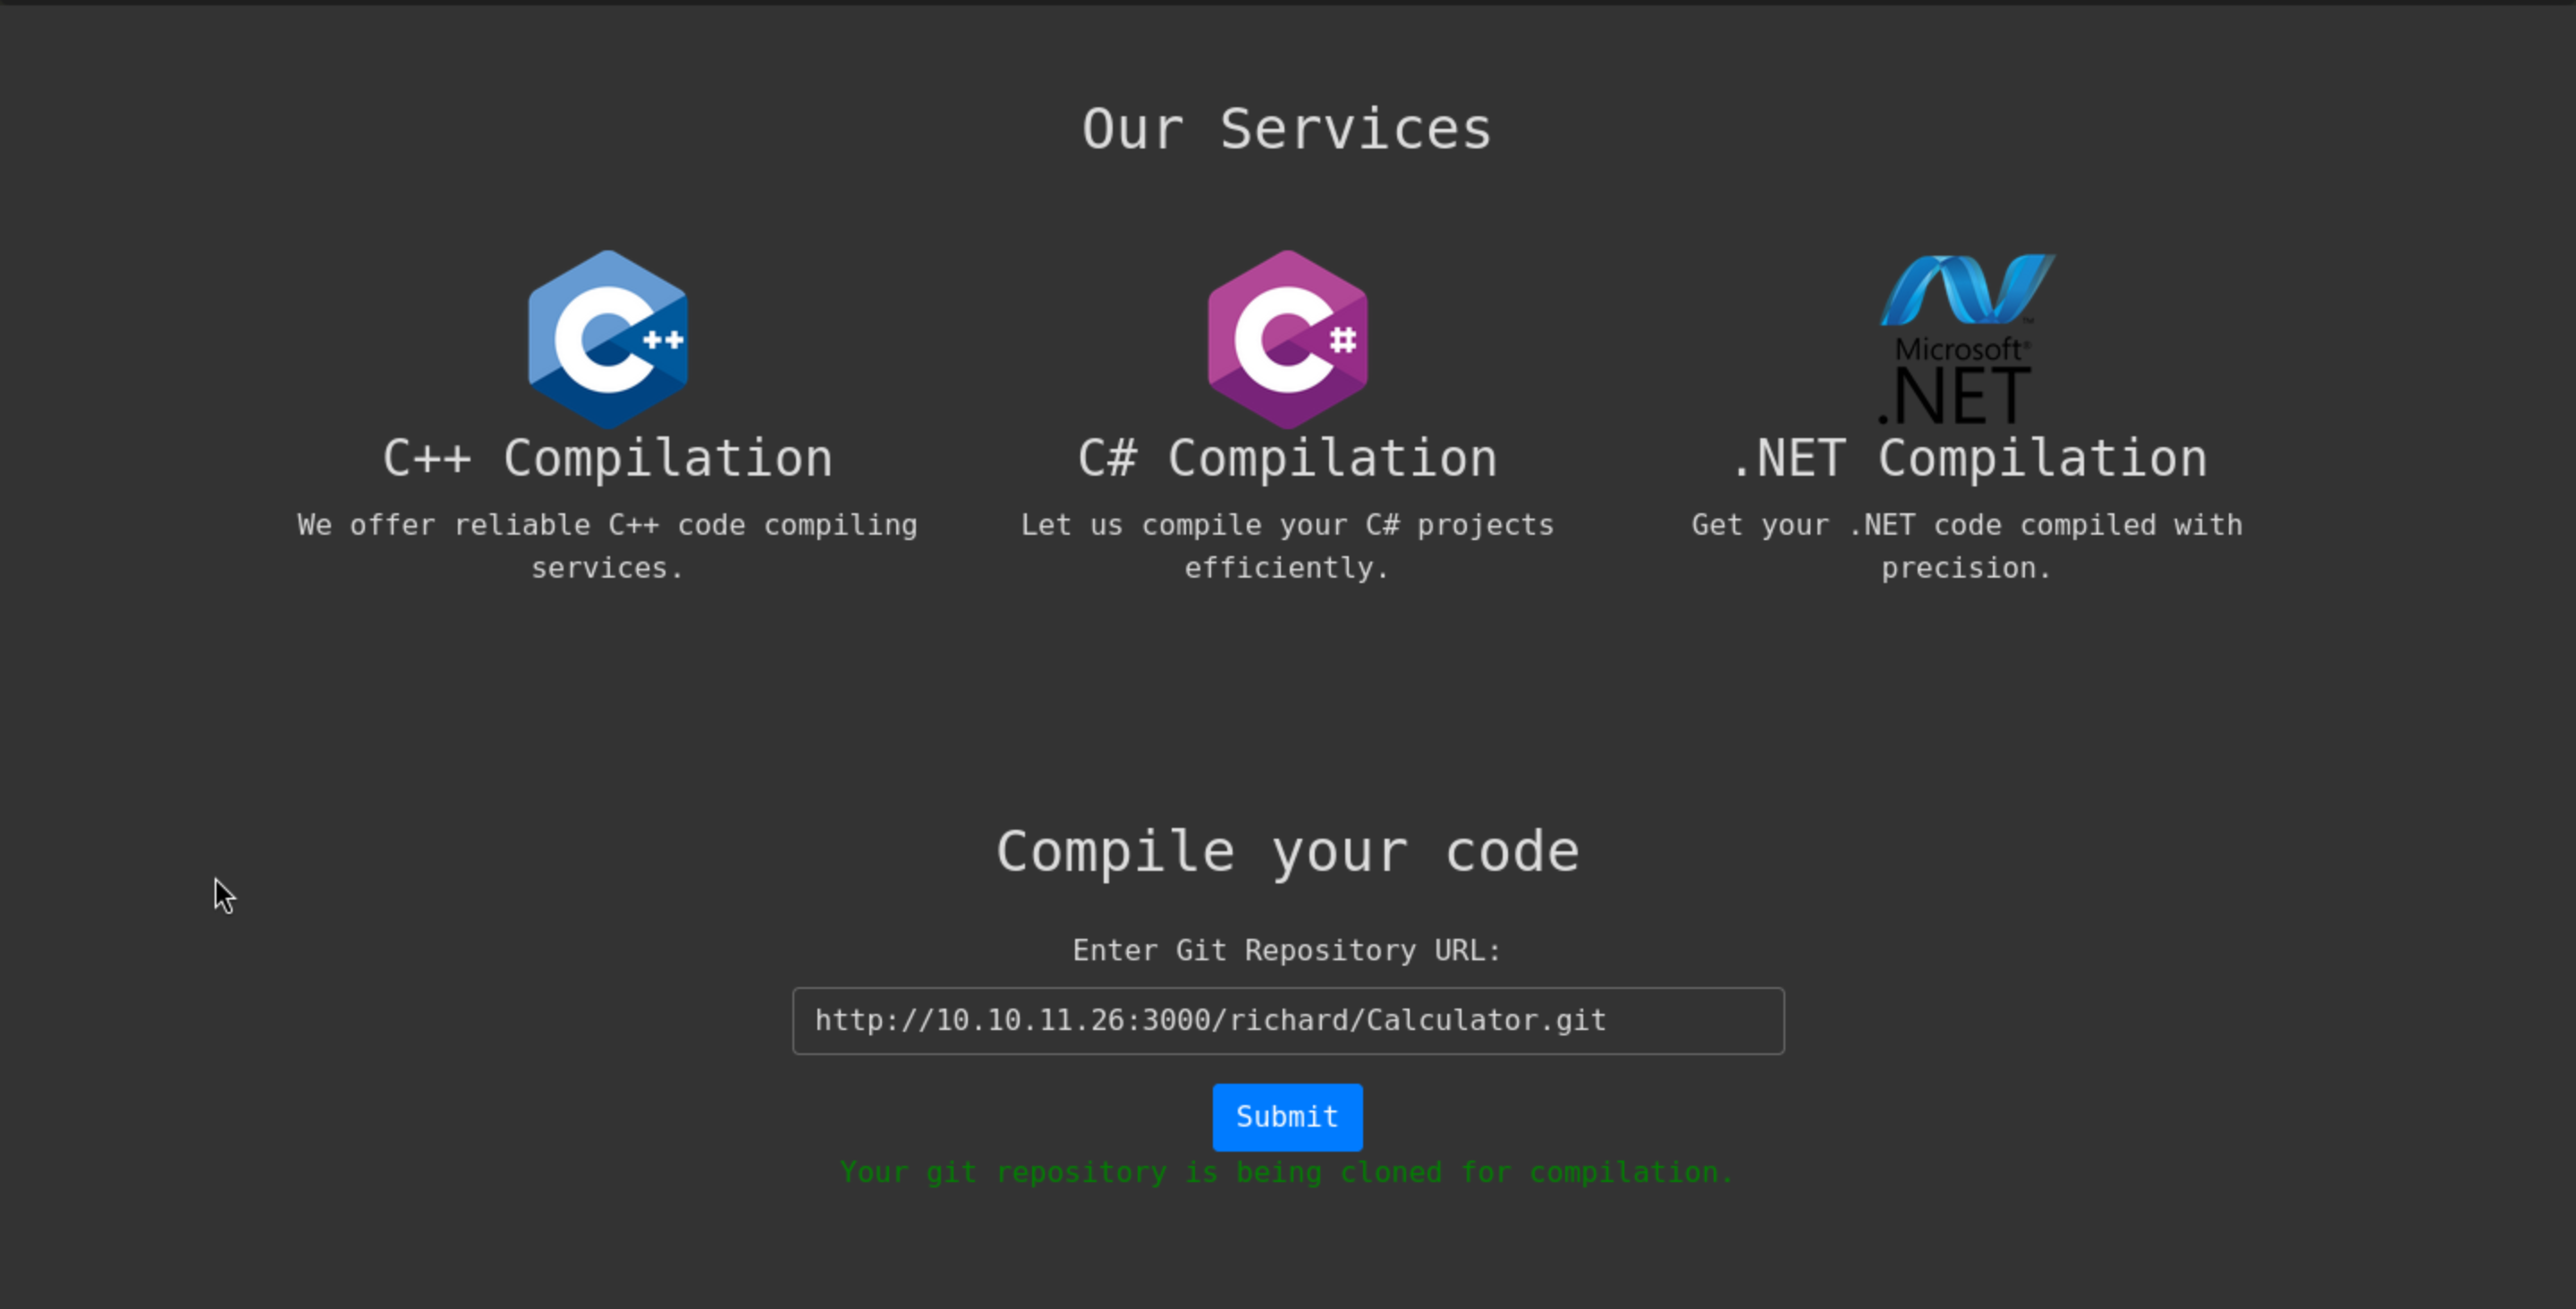 Our Services
C++
C#
Microsoft®
.NET
C++ Compilation
C# Compilation
.NET Compilation
We offer reliable C++ code compiling
services.
Let us compile your C# projects
efficiently.
Get your .NET code compiled with
precision.
Compile your code
Enter Git Repository URL:
http://10.10.11.26:3000/richard/Calculator.git
Submit
Your git repository is being cloned for compilation.